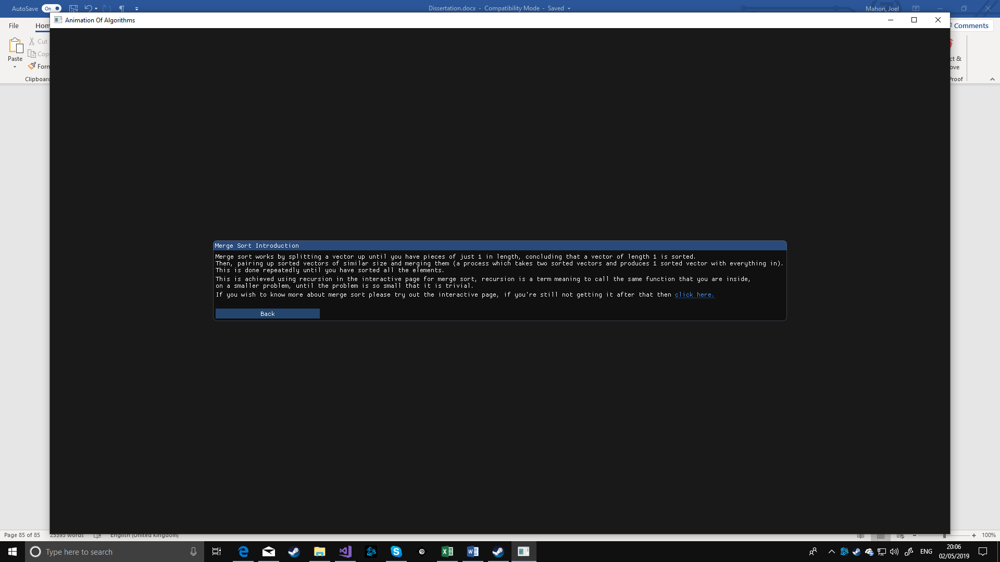 AutoSave On Dissertation.docx - Compatibility Mode - Saved Mahon, Joel
Animation Of Algorithms
File Comments
Cut
Paste
Clipboard
Proof
Merge Sort Introduction
Merge sort works by splitting a vector up until you have pieces of just 1 in length, concluding that a vector of length 1 is sorted.
Then, pairing up sorted vectors of similar size and merging them (a process which takes two sorted vectors and produces 1 sorted vector with everything in).
This is done repeatedly until you have sorted all the elements.
This is achieved using recursion in the interactive page for merge sort, recursion is a term meaning to call the same function that you are inside,
on a smaller problem, until the problem is so small that it is trivial.
If you wish to know more about merge sort please try out the interactive page, if you're still not getting it after that then click here.
Back
Page 85 of 85 25393 words English (United Kingdom) 100%
Type here to search ENG 20:06
02/05/2019